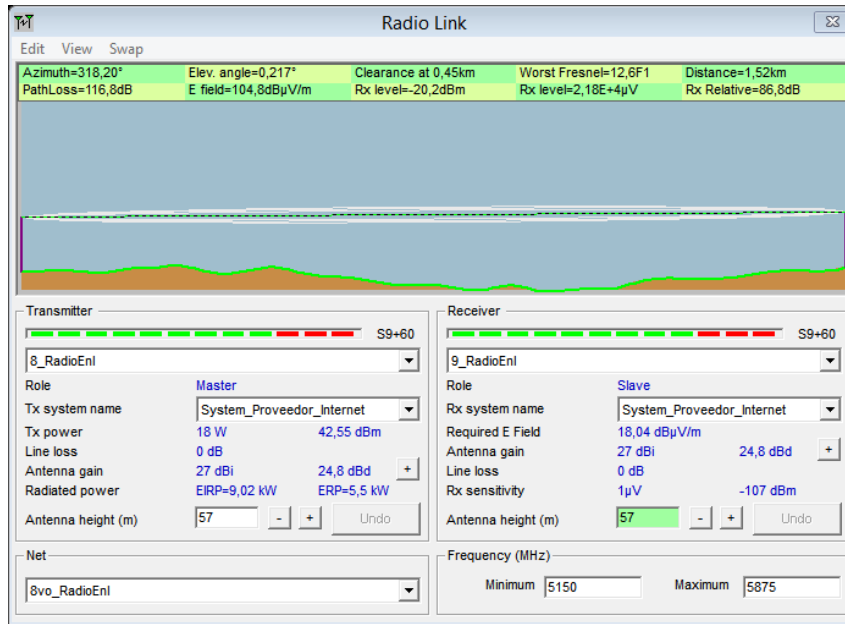 Radio Link
Edit View Swap
Azimuth=318,20° Elev. angle=0,217° Clearance at 0,45km Worst Fresnel=12,6F1 Distance=1,52km
PathLoss=116,8dB E field=104,8dBµV/m Rx level=-20,2dBm Rx level=2,18E+4µV Rx Relative=86,8dB
Transmitter
S9+60
8_RadioEnl
Role Master
Tx system name System_Proveedor_Internet
Tx power 18 W 42,55 dBm
Line loss 0 dB
Antenna gain 27 dBi 24,8 dBd +
Radiated power EIRP=9,02 kW ERP=5,5 kW
Antenna height (m) 57 - + Undo
Receiver
S9+60
9_RadioEnl
Role Slave
Rx system name System_Proveedor_Internet
Required E Field 18,04 dBµV/m
Antenna gain 27 dBi 24,8 dBd +
Line loss 0 dB
Rx sensitivity 1µV -107 dBm
Antenna height (m) 57 - + Undo
Net
8vo_RadioEnl
Frequency (MHz)
Minimum 5150 Maximum 5875